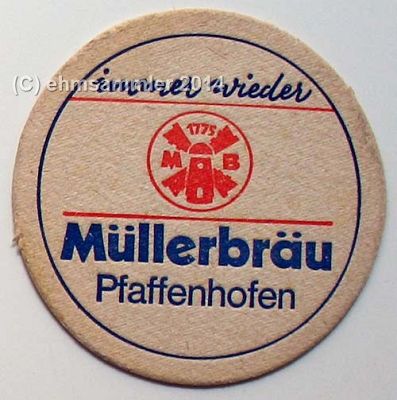 (C) ehmsammler 2014
immer wieder
1775
M B
Müllerbräu
Pfaffenhofen